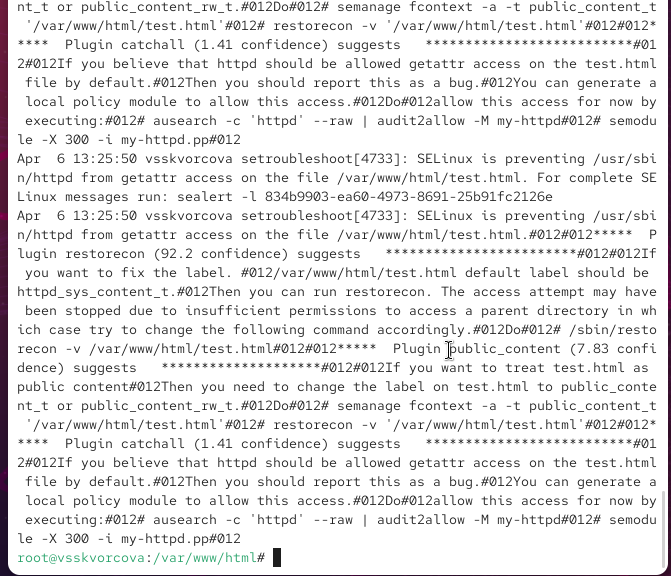 nt_t or public_content_rw_t.#012Do#012# semanage fcontext -a -t public_content_t
 '/var/www/html/test.html'#012# restorecon -v '/var/www/html/test.html'#012#012*
****  Plugin catchall (1.41 confidence) suggests   **************************#01
2#012If you believe that httpd should be allowed getattr access on the test.html
 file by default.#012Then you should report this as a bug.#012You can generate a
 local policy module to allow this access.#012Do#012allow this access for now by
 executing:#012# ausearch -c 'httpd' --raw | audit2allow -M my-httpd#012# semodu
le -X 300 -i my-httpd.pp#012
Apr  6 13:25:50 vsskvorcova setroubleshoot[4733]: SELinux is preventing /usr/sbi
n/httpd from getattr access on the file /var/www/html/test.html. For complete SE
Linux messages run: sealert -l 834b9903-ea60-4973-8691-25b91fc2126e
Apr  6 13:25:50 vsskvorcova setroubleshoot[4733]: SELinux is preventing /usr/sbi
n/httpd from getattr access on the file /var/www/html/test.html.#012#012*****  P
lugin restorecon (92.2 confidence) suggests   ************************#012#012If
 you want to fix the label. #012/var/www/html/test.html default label should be 
httpd_sys_content_t.#012Then you can run restorecon. The access attempt may have
 been stopped due to insufficient permissions to access a parent directory in wh
ich case try to change the following command accordingly.#012Do#012# /sbin/resto
recon -v /var/www/html/test.html#012#012*****  Plugin public_content (7.83 confi
dence) suggests   ********************#012#012If you want to treat test.html as 
public content#012Then you need to change the label on test.html to public_conte
nt_t or public_content_rw_t.#012Do#012# semanage fcontext -a -t public_content_t
 '/var/www/html/test.html'#012# restorecon -v '/var/www/html/test.html'#012#012*
****  Plugin catchall (1.41 confidence) suggests   **************************#01
2#012If you believe that httpd should be allowed getattr access on the test.html
 file by default.#012Then you should report this as a bug.#012You can generate a
 local policy module to allow this access.#012Do#012allow this access for now by
 executing:#012# ausearch -c 'httpd' --raw | audit2allow -M my-httpd#012# semodu
le -X 300 -i my-httpd.pp#012
root@vsskvorcova:/var/www/html#